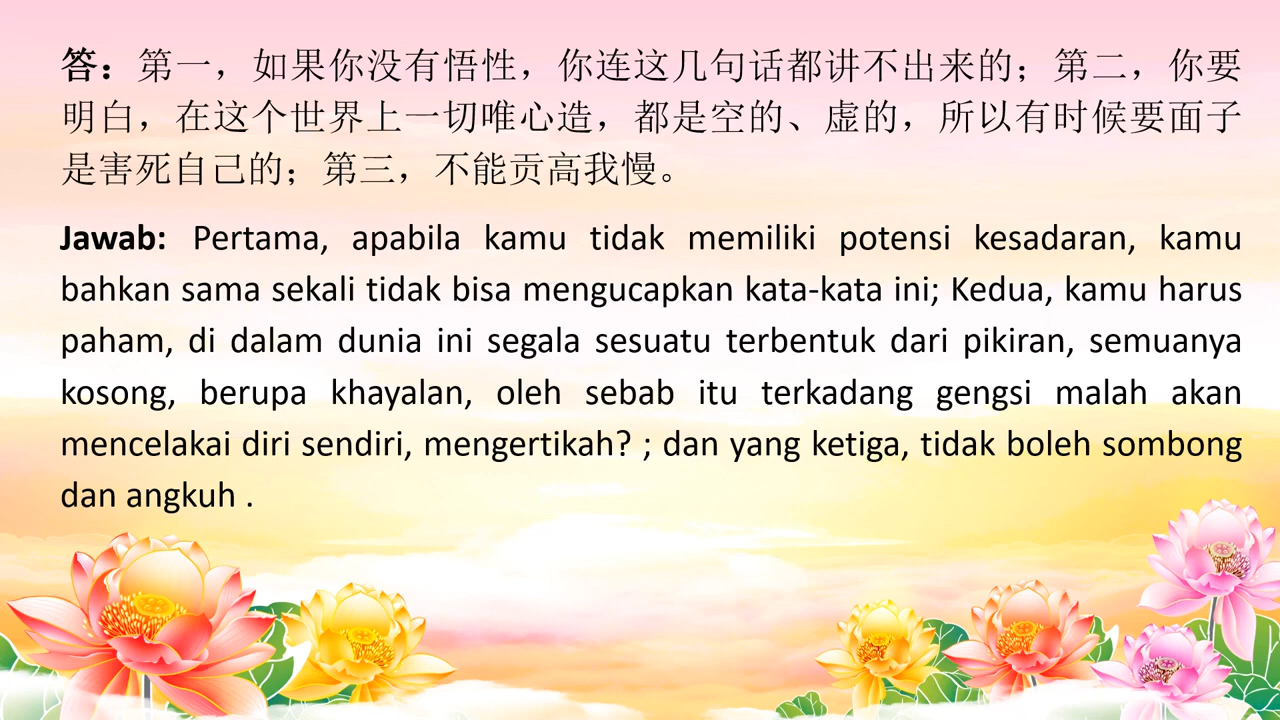 答：第一，如果你没有悟性，你连这几句话都讲不出来的；第二，你要
明白，在这个世界上一切唯心造，都是空的、虚的，所以有时候要面子
是害死自己的；第三，不能贡高我慢。
Jawab: Pertama, apabila kamu tidak memiliki potensi kesadaran, kamu
bahkan sama sekali tidak bisa mengucapkan kata-kata ini; Kedua, kamu harus
paham, di dalam dunia ini segala sesuatu terbentuk dari pikiran, semuanya
kosong, berupa khayalan, oleh sebab itu terkadang gengsi malah akan
mencelakai diri sendiri, mengertikah? ; dan yang ketiga, tidak boleh sombong
dan angkuh .